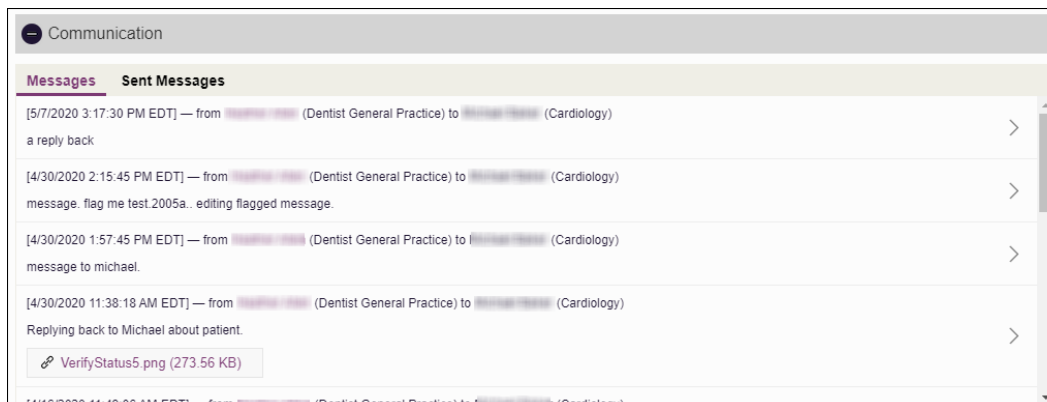 Communication
Messages Sent Messages
[5/7/2020 3:17:30 PM EDT] — from (Dentist General Practice) to (Cardiology)
a reply back
[4/30/2020 2:15:45 PM EDT] — from (Dentist General Practice) to (Cardiology)
message. flag me test.2005a.. editing flagged message.
[4/30/2020 1:57:45 PM EDT] — from (Dentist General Practice) to (Cardiology)
message to michael.
[4/30/2020 11:38:18 AM EDT] — from (Dentist General Practice) to (Cardiology)
Replying back to Michael about patient.
VerifyStatus5.png (273.56 KB)